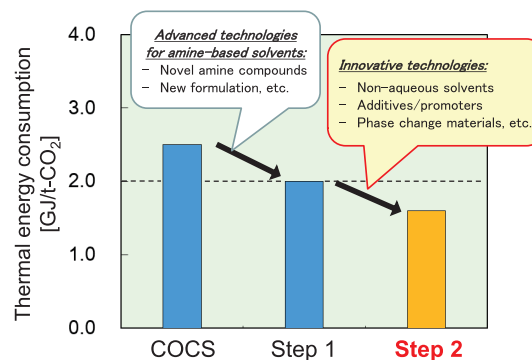 Thermal energy consumption
[GJ/t-CO₂]
4.0
3.0
2.0
1.0
0.0
Advanced technologies
for amine-based solvents:
- Novel amine compounds
- New formulation, etc.
Innovative technologies:
- Non-aqueous solvents
- Additives/promoters
- Phase change materials, etc.
COCS
Step 1
Step 2